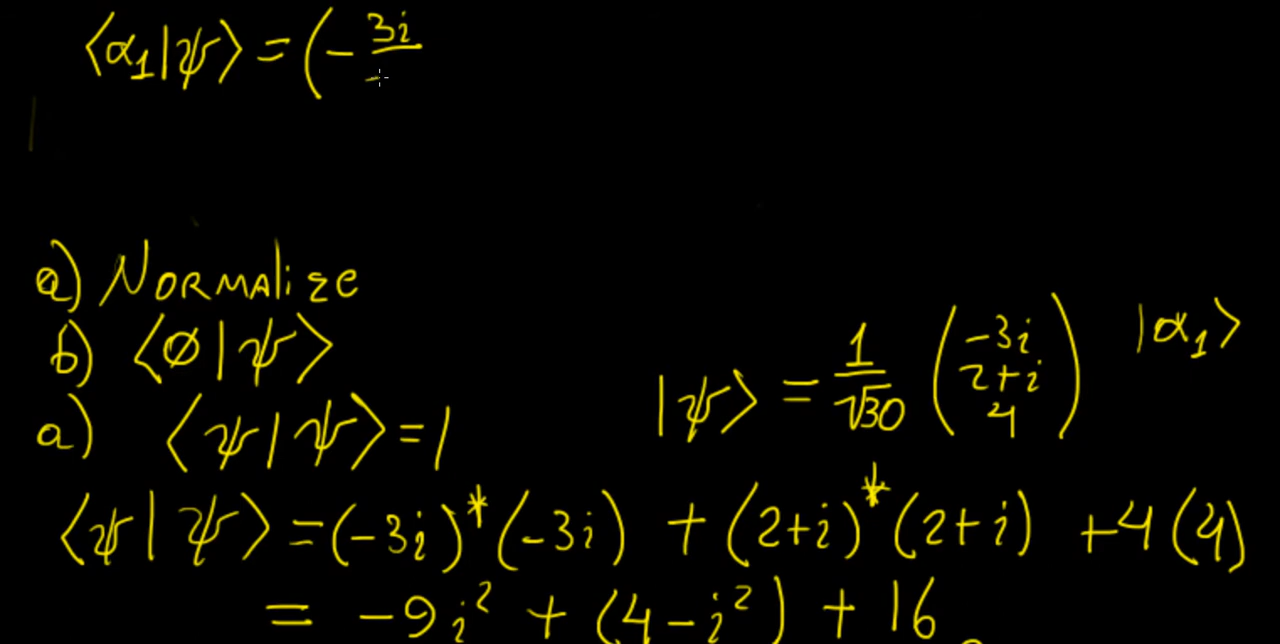 ⟨α₁|ψ⟩ = (- 3i/
a) NORMALIZE
b) ⟨ø|ψ⟩
|ψ⟩ = 1/√30 (-3i, 2+i, 4) |α₁⟩
a) ⟨ψ|ψ⟩ = 1
⟨ψ|ψ⟩ = (-3i)*(-3i) + (2+i)*(2+i) + 4(4)
= -9i² + (4-i²) + 16